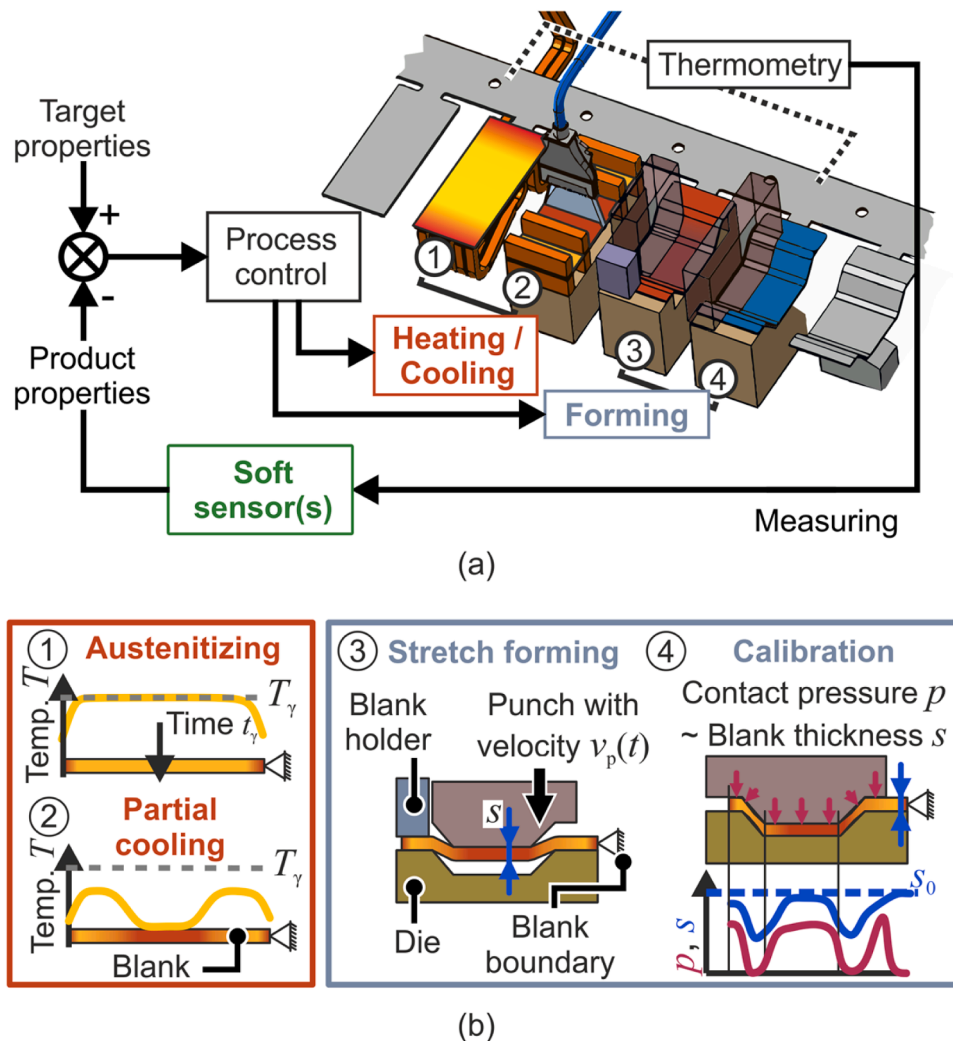 Thermometry
Target
properties
+
-
Process
control
1
2
3
4
Heating /
Cooling
Forming
Product
properties
Soft
sensor(s)
Measuring
(a)
1 Austenitizing
Temp. T
Tγ
Time tγ
2 Partial
cooling
Temp. T
Tγ
Blank
3 Stretch forming
Blank
holder
Punch with
velocity vp(t)
s
Die
Blank
boundary
4 Calibration
Contact pressure p
~ Blank thickness s
s0
p, s
(b)